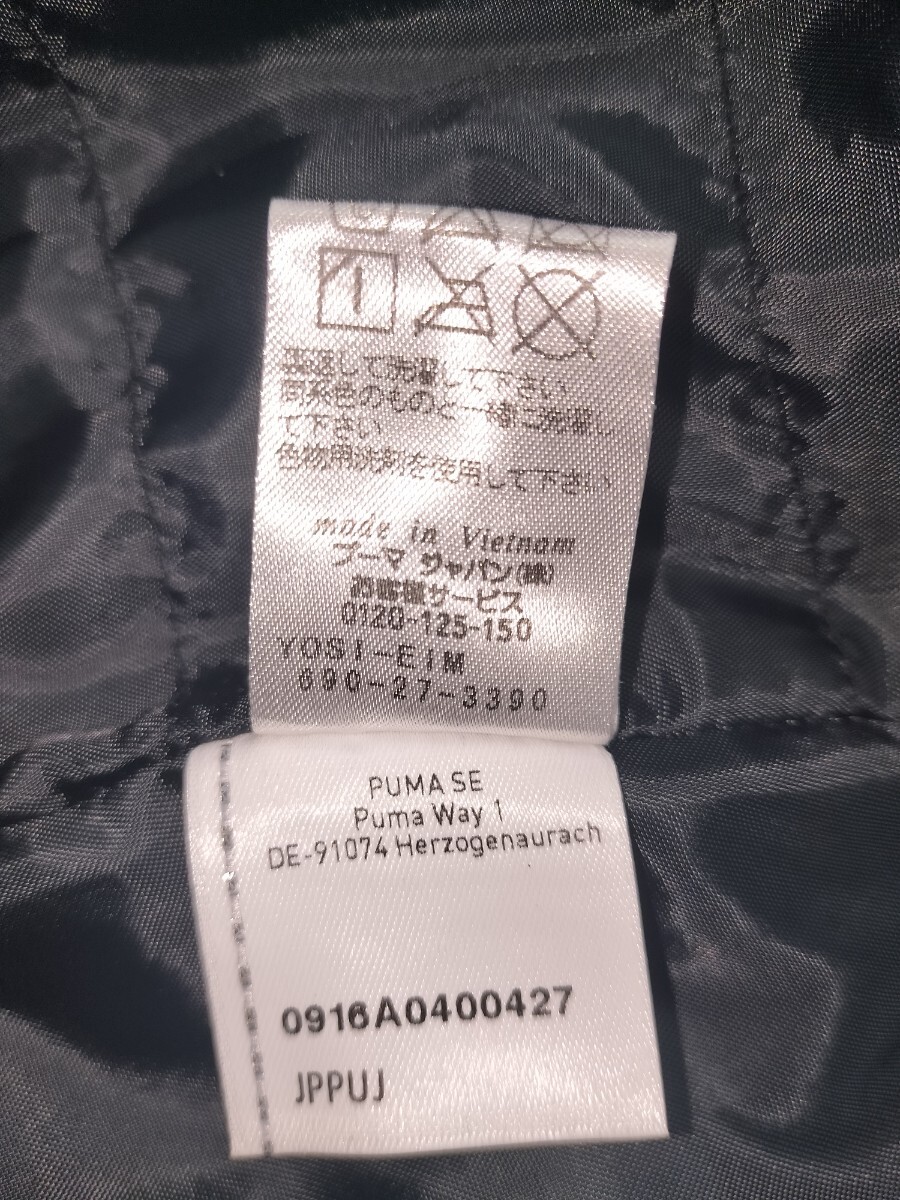 裏返して洗濯して下さい
同系色のものと一緒に洗濯し
て下さい
色物用洗剤を使用して下さい
made in Vietnam
プーマ ジャパン(株)
お客様サービス
0120-125-150
YOSI-EIM
690-27-3390
PUMA SE
Puma Way 1
DE-91074 Herzogenaurach
0916A0400427
JPPUJ